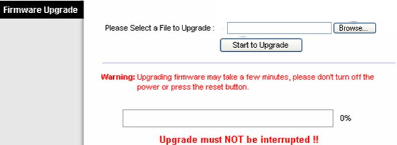 Firmware Upgrade
Please Select a File to Upgrade :
Browse...
Start to Upgrade
Warning: Upgrading firmware may take a few minutes, please don't turn off the
power or press the reset button.
0%
Upgrade must NOT be interrupted !!